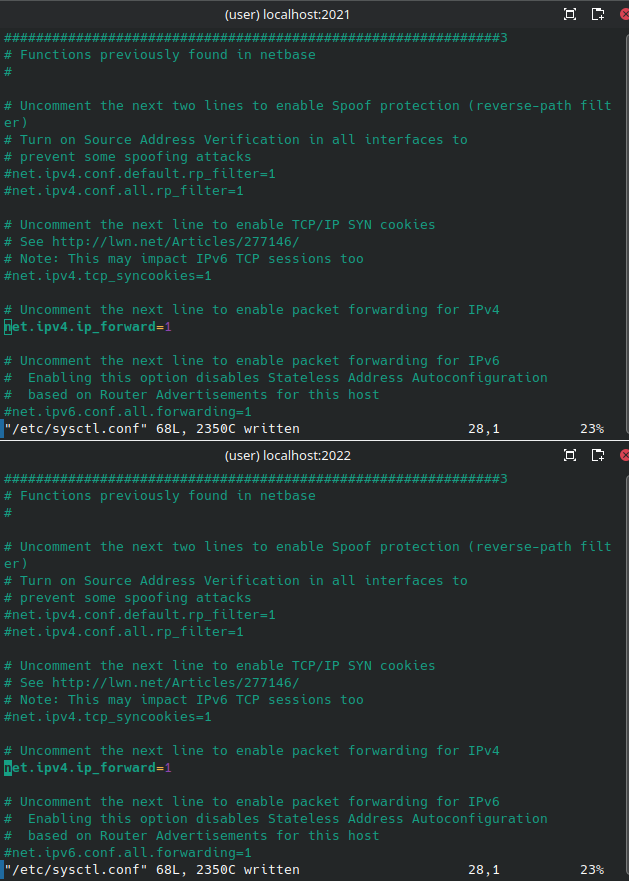 (user) localhost:2021
##############################################################3
# Functions previously found in netbase
#
# Uncomment the next two lines to enable Spoof protection (reverse-path filt
er)
# Turn on Source Address Verification in all interfaces to
# prevent some spoofing attacks
#net.ipv4.conf.default.rp_filter=1
#net.ipv4.conf.all.rp_filter=1
# Uncomment the next line to enable TCP/IP SYN cookies
# See http://lwn.net/Articles/277146/
# Note: This may impact IPv6 TCP sessions too
#net.ipv4.tcp_syncookies=1
# Uncomment the next line to enable packet forwarding for IPv4
net.ipv4.ip_forward=1
# Uncomment the next line to enable packet forwarding for IPv6
#  Enabling this option disables Stateless Address Autoconfiguration
#  based on Router Advertisements for this host
#net.ipv6.conf.all.forwarding=1
"/etc/sysctl.conf" 68L, 2350C written 28,1 23%
(user) localhost:2022
##############################################################3
# Functions previously found in netbase
#
# Uncomment the next two lines to enable Spoof protection (reverse-path filt
er)
# Turn on Source Address Verification in all interfaces to
# prevent some spoofing attacks
#net.ipv4.conf.default.rp_filter=1
#net.ipv4.conf.all.rp_filter=1
# Uncomment the next line to enable TCP/IP SYN cookies
# See http://lwn.net/Articles/277146/
# Note: This may impact IPv6 TCP sessions too
#net.ipv4.tcp_syncookies=1
# Uncomment the next line to enable packet forwarding for IPv4
net.ipv4.ip_forward=1
# Uncomment the next line to enable packet forwarding for IPv6
#  Enabling this option disables Stateless Address Autoconfiguration
#  based on Router Advertisements for this host
#net.ipv6.conf.all.forwarding=1
"/etc/sysctl.conf" 68L, 2350C written 28,1 23%